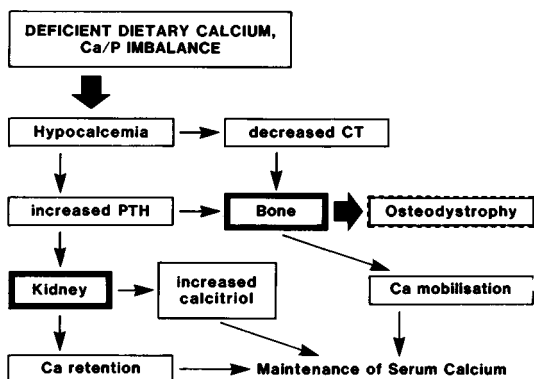 DEFICIENT DIETARY CALCIUM,
Ca/P IMBALANCE
Hypocalcemia
decreased CT
increased PTH
Bone
Osteodystrophy
Kidney
increased
calcitriol
Ca mobilisation
Ca retention
Maintenance of Serum Calcium